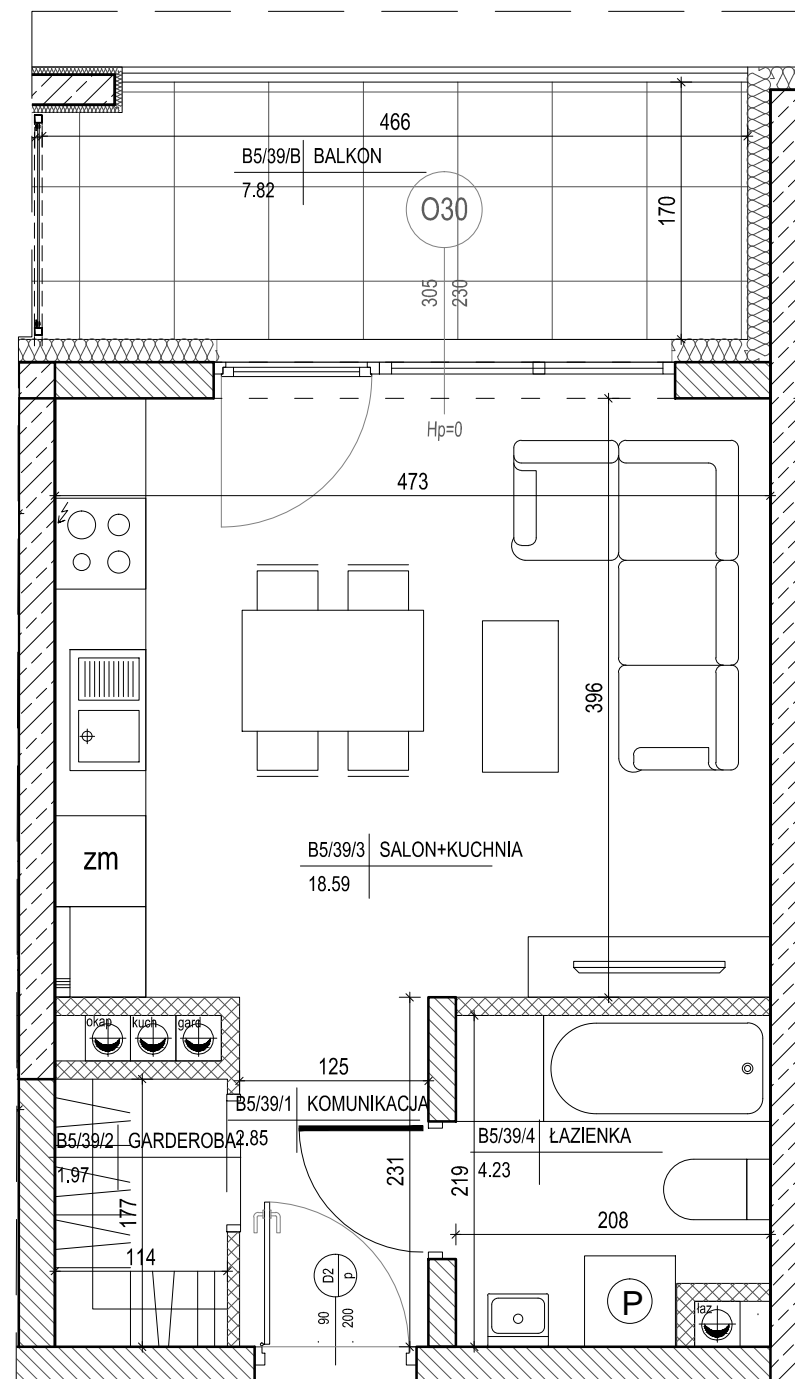 466
B5/39/B BALKON
7.82
O30
170
305
230
Hp=0
473
396
zm
B5/39/3 SALON+KUCHNIA
18.59
okap kuch gard
125
B5/39/1 KOMUNIKACJA
2.85
B5/39/2 GARDEROBA
1.97
B5/39/4 ŁAZIENKA
4.23
177
231
219
208
114
D2
p
90
200
P
łaz